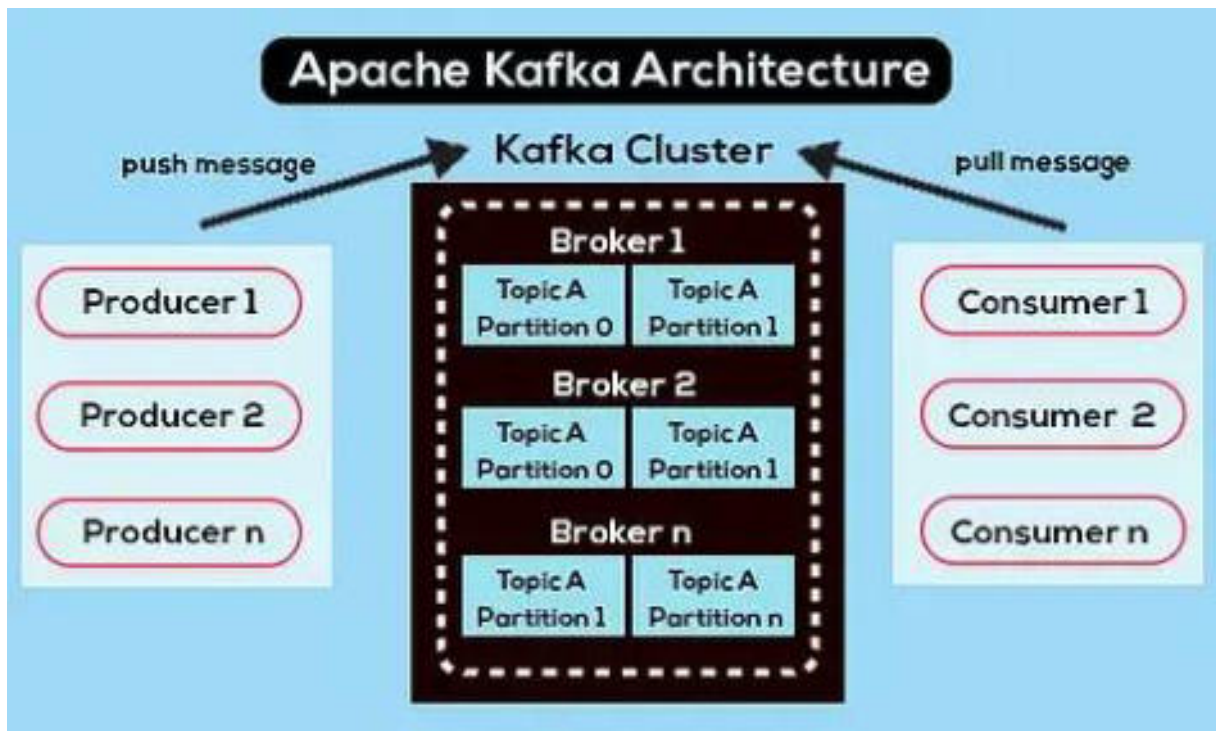 Apache Kafka Architecture
push message
Kafka Cluster
pull message
Producer 1
Producer 2
Producer n
Broker 1
Topic A
Partition 0
Topic A
Partition 1
Broker 2
Topic A
Partition 0
Topic A
Partition 1
Broker n
Topic A
Partition 1
Topic A
Partition n
Consumer 1
Consumer 2
Consumer n